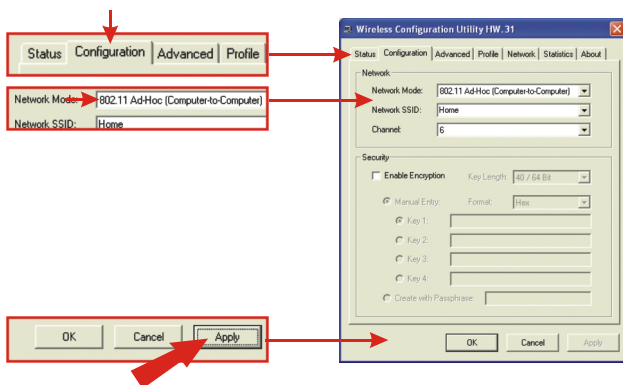 Status Configuration Advanced Profile
Network Mode: 802.11 Ad-Hoc (Computer-to-Computer)
Network SSID: Home
OK Cancel Apply
Wireless Configuration Utility HW.31
Status Configuration Advanced Profile Network Statistics About
Network
Network Mode: 802.11 Ad-Hoc (Computer-to-Computer)
Network SSID: Home
Channel: 6
Security
Enable Encryption Key Length: 40 / 64 Bit
Manual Entry: Format: Hex
Key 1:
Key 2:
Key 3:
Key 4:
Create with Passphrase:
OK Cancel Apply